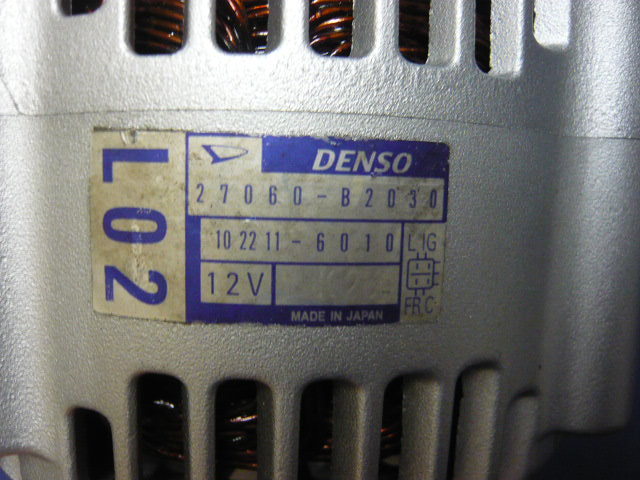 L02
DENSO
27060-B2030
102211-6010
L IG
12V
FR C
MADE IN JAPAN